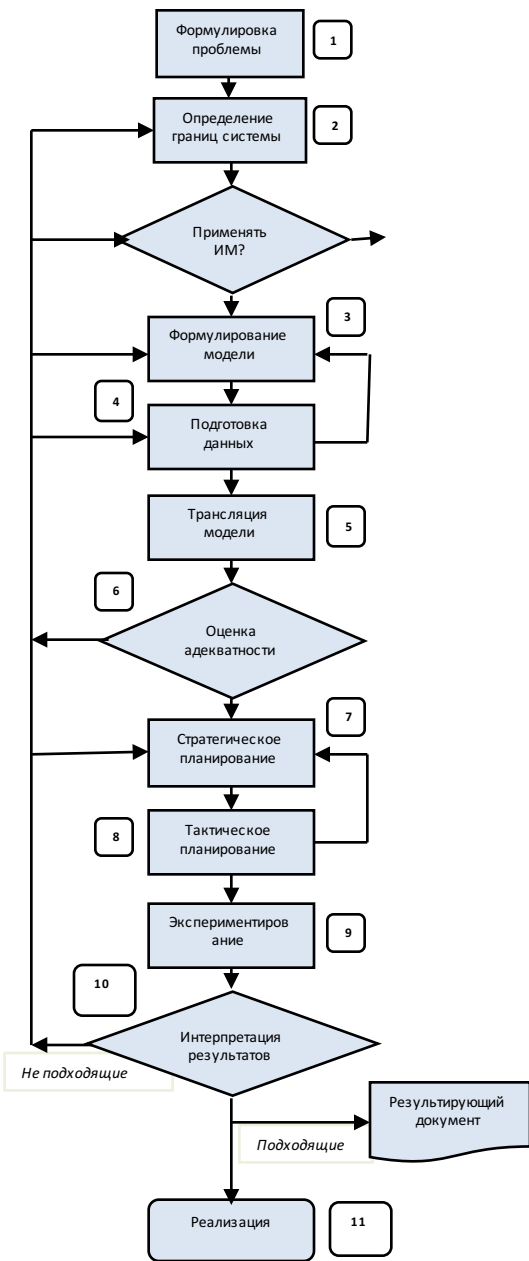 Формулировка
проблемы
1
Определение
границ системы
2
Применять
ИМ?
3
Формулирование
модели
4
Подготовка
данных
Трансляция
модели
5
6
Оценка
адекватности
7
Стратегическое
планирование
Тактическое
планирование
8
Экспериментиров
ание
9
10
Интерпретация
результатов
Не подходящие
Результирующий
документ
Подходящие
Реализация
11